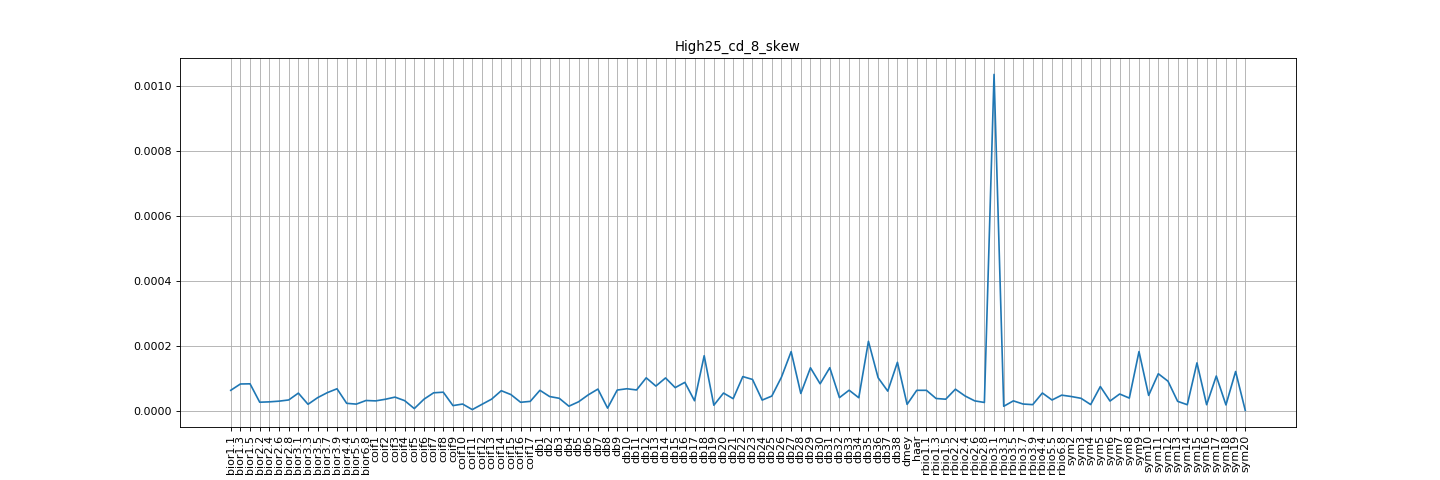 High25_cd_8_skew
0.0010
0.0008
0.0006
0.0004
0.0002
0.0000
bior1.1
bior1.3
bior1.5
bior2.2
bior2.4
bior2.6
bior2.8
bior3.1
bior3.3
bior3.5
bior3.7
bior3.9
bior4.4
bior5.5
bior6.8
coif1
coif2
coif3
coif4
coif5
coif6
coif7
coif8
coif9
coif10
coif11
coif12
coif13
coif14
coif15
coif16
coif17
db1
db2
db3
db4
db5
db6
db7
db8
db9
db10
db11
db12
db13
db14
db15
db16
db17
db18
db19
db20
db21
db22
db23
db24
db25
db26
db27
db28
db29
db30
db31
db32
db33
db34
db35
db36
db37
db38
dmey
haar
rbio1.1
rbio1.3
rbio1.5
rbio2.2
rbio2.4
rbio2.6
rbio2.8
rbio3.1
rbio3.3
rbio3.5
rbio3.7
rbio3.9
rbio4.4
rbio5.5
rbio6.8
sym2
sym3
sym4
sym5
sym6
sym7
sym8
sym9
sym10
sym11
sym12
sym13
sym14
sym15
sym16
sym17
sym18
sym19
sym20